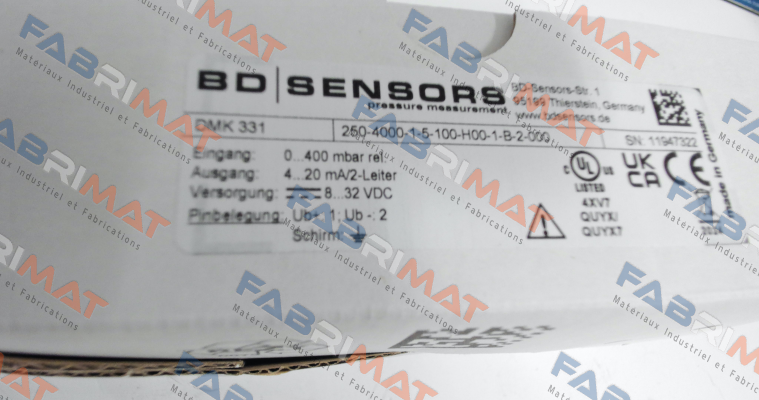 BD|SENSORS
pressure measurement
BD-Sensors-Str. 1
95199 Thierstein, Germany
www.bdsensors.de
DMK 331
250-4000-1-5-100-H00-1-B-2-000
SN: 11947322
Eingang: 0...400 mbar rel
Ausgang: 4...20 mA/2-Leiter
Versorgung: 8...32 VDC
Pinbelegung: Ub+: 1; Ub -: 2
Schirm:
C UL US
LISTED
4XV7
QUYX/
QUYX7
UK
CA
CE
made in Germany
2024
FABRIMAT
Materiaux Industriel et Fabrications